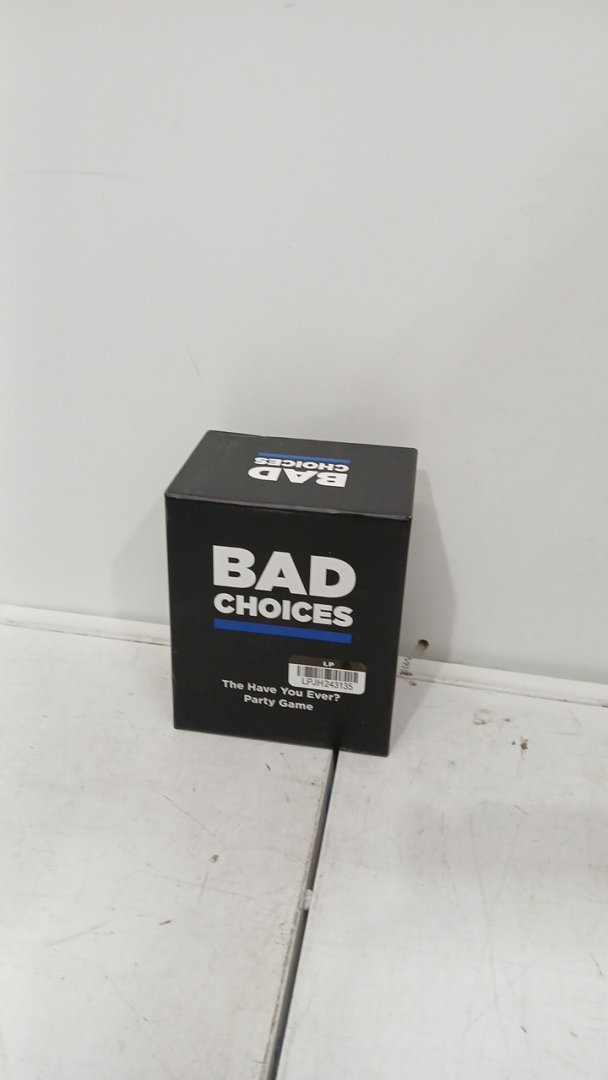 BAD
CHOICES
BAD
CHOICES
LP
LPJH243135
The Have You Ever?
Party Game